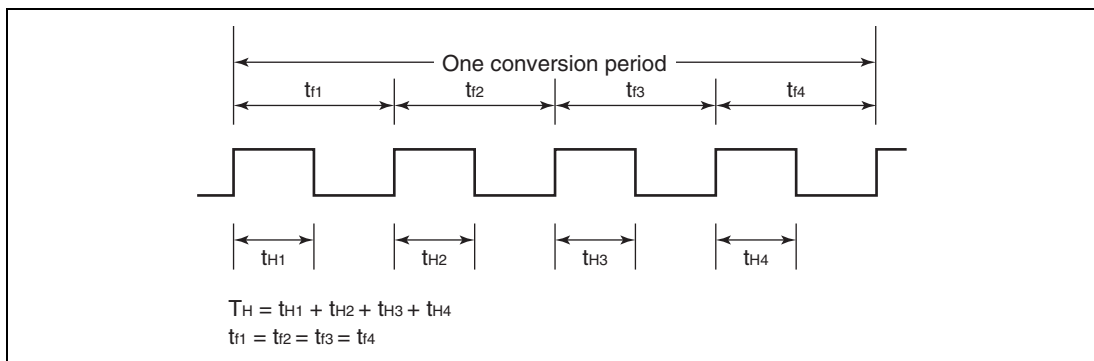 One conversion period
tf1 tf2 tf3 tf4
tH1 tH2 tH3 tH4
TH = tH1 + tH2 + tH3 + tH4
tf1 = tf2 = tf3 = tf4